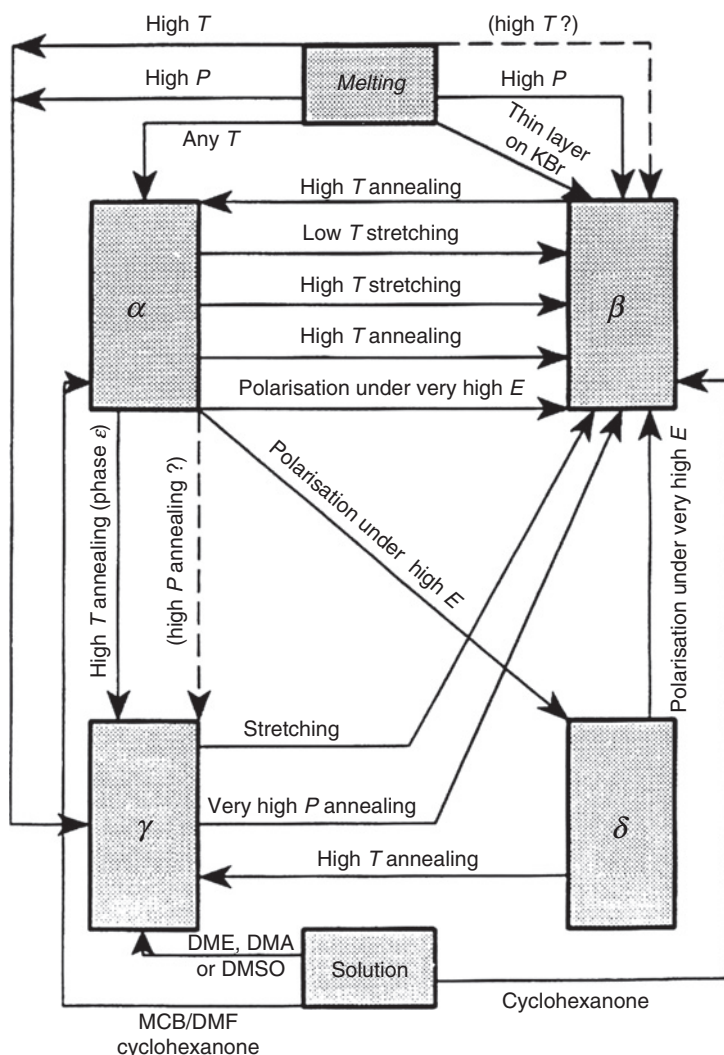 High T
(high T ?)
Melting
High P
High P
Any T
Thin layer
on KBr
High T annealing
Low T stretching
α
High T stretching
β
High T annealing
Polarisation under very high E
High T annealing (phase ε)
(high P annealing ?)
Polarisation under high E
Polarisation under very high E
Stretching
Very high P annealing
γ
δ
High T annealing
DME, DMA
or DMSO
Solution
Cyclohexanone
MCB/DMF
cyclohexanone